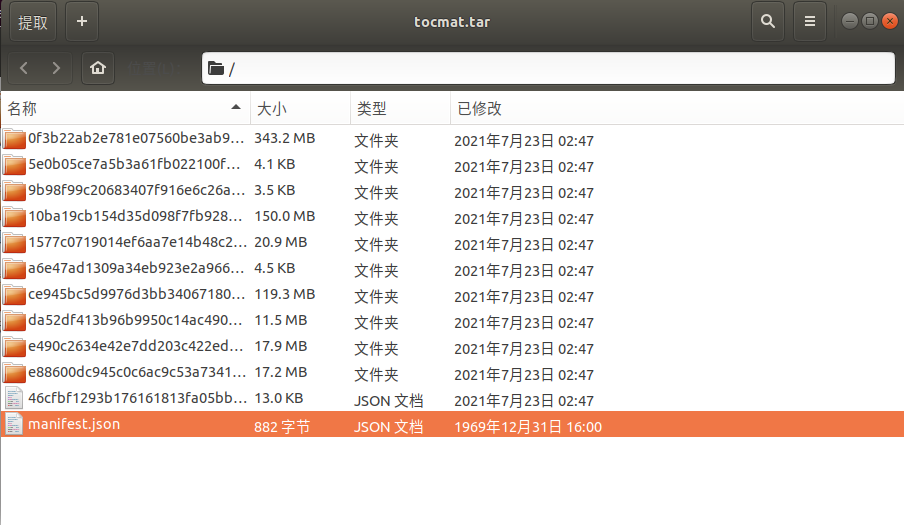 提取 + tocmat.tar
/
名称 大小 类型 已修改
0f3b22ab2e781e07560be3ab9… 343.2 MB 文件夹 2021年7月23日 02:47
5e0b05ce7a5b3a61fb022100f… 4.1 KB 文件夹 2021年7月23日 02:47
9b98f99c20683407f916e6c26a… 3.5 KB 文件夹 2021年7月23日 02:47
10ba19cb154d35d098f7fb928… 150.0 MB 文件夹 2021年7月23日 02:47
1577c0719014ef6aa7e14b48c2… 20.9 MB 文件夹 2021年7月23日 02:47
a6e47ad1309a34eb923e2a966… 4.5 KB 文件夹 2021年7月23日 02:47
ce945bc5d9976d3bb34067180… 119.3 MB 文件夹 2021年7月23日 02:47
da52df413b96b9950c14ac490… 11.5 MB 文件夹 2021年7月23日 02:47
e490c2634e42e7dd203c422ed… 17.9 MB 文件夹 2021年7月23日 02:47
e88600dc945c0c6ac9c53a7341… 17.2 MB 文件夹 2021年7月23日 02:47
46cfbf1293b176161813fa05bb… 13.0 KB JSON 文档 2021年7月23日 02:47
manifest.json 882 字节 JSON 文档 1969年12月31日 16:00